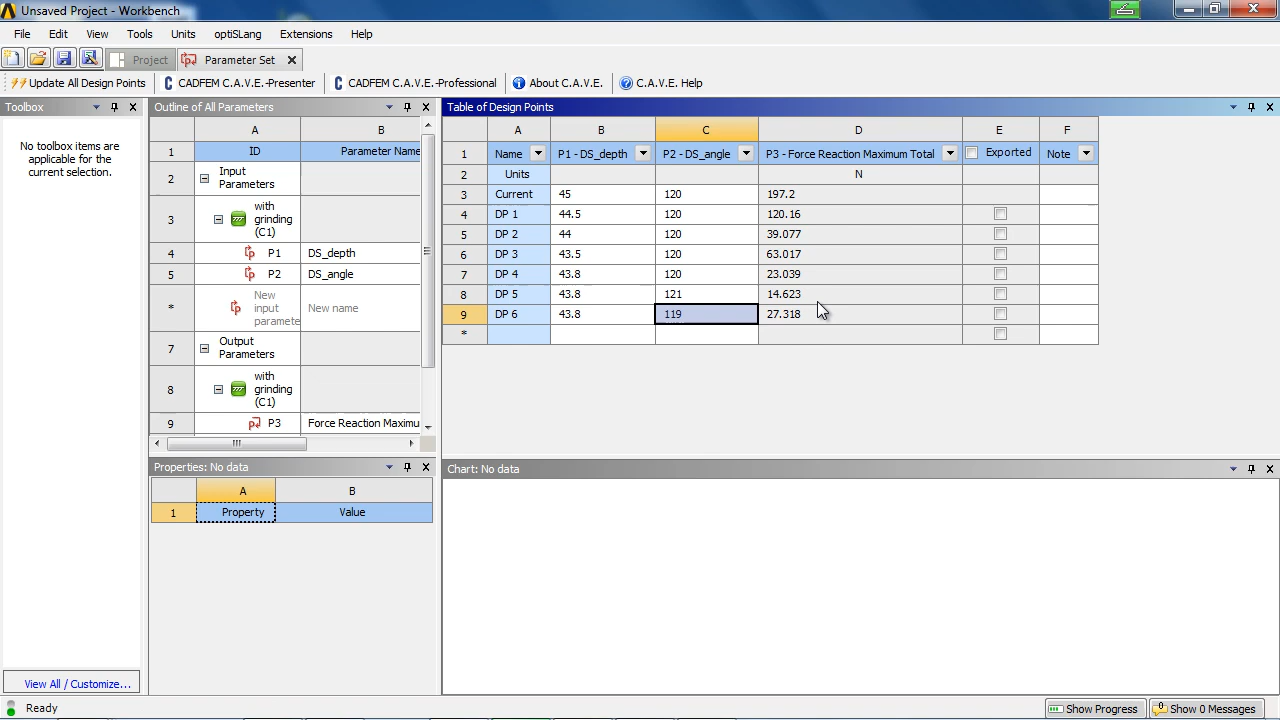 Unsaved Project - Workbench
File Edit View Tools Units optiSLang Extensions Help
Project Parameter Set
Update All Design Points CADFEM C.A.V.E.-Presenter CADFEM C.A.V.E.-Professional About C.A.V.E. C.A.V.E. Help
Toolbox
No toolbox items are
applicable for the
current selection.
View All / Customize...
Outline of All Parameters
A B
1 ID Parameter Name
2 Input
Parameters
3 with
grinding
(C1)
4 P1 DS_depth
5 P2 DS_angle
* New
input
paramete
New name
7 Output
Parameters
8 with
grinding
(C1)
9 P3 Force Reaction Maximu
Properties: No data
A B
1 Property Value
Table of Design Points
A B C D E F
1 Name P1 - DS_depth P2 - DS_angle P3 - Force Reaction Maximum Total Exported Note
2 Units N
3 Current 45 120 197.2
4 DP 1 44.5 120 120.16
5 DP 2 44 120 39.077
6 DP 3 43.5 120 63.017
7 DP 4 43.8 120 23.039
8 DP 5 43.8 121 14.623
9 DP 6 43.8 119 27.318
*
Chart: No data
Ready
Show Progress Show 0 Messages